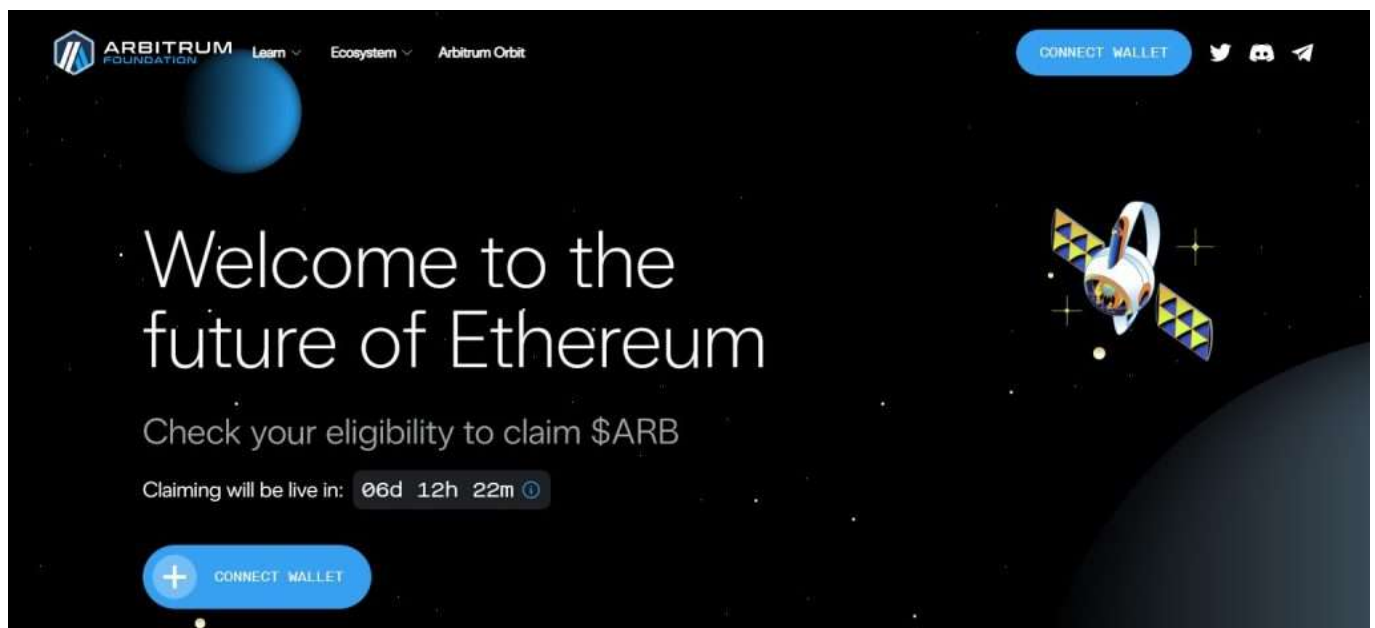 ARBITRUM
FOUNDATION
Learn
Ecosystem
Arbitrum Orbit
CONNECT WALLET
Welcome to the
future of Ethereum
Check your eligibility to claim $ARB
Claiming will be live in: 06d 12h 22m
CONNECT WALLET